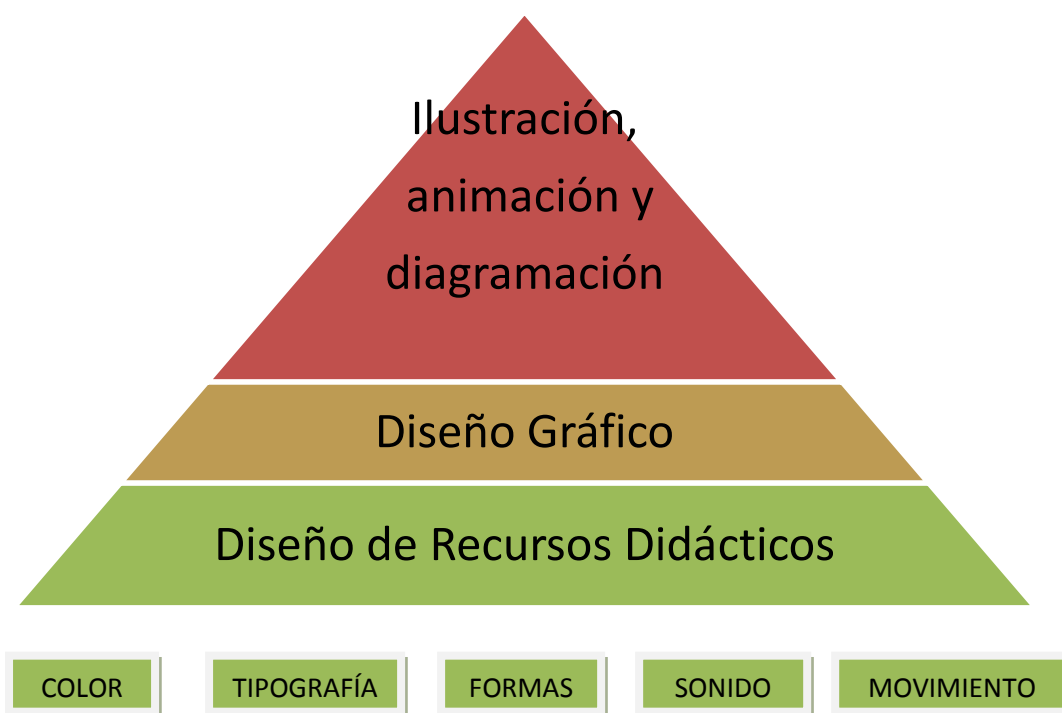 Ilustración,
animación y
diagramación
Diseño Gráfico
Diseño de Recursos Didácticos
COLOR
TIPOGRAFÍA
FORMAS
SONIDO
MOVIMIENTO